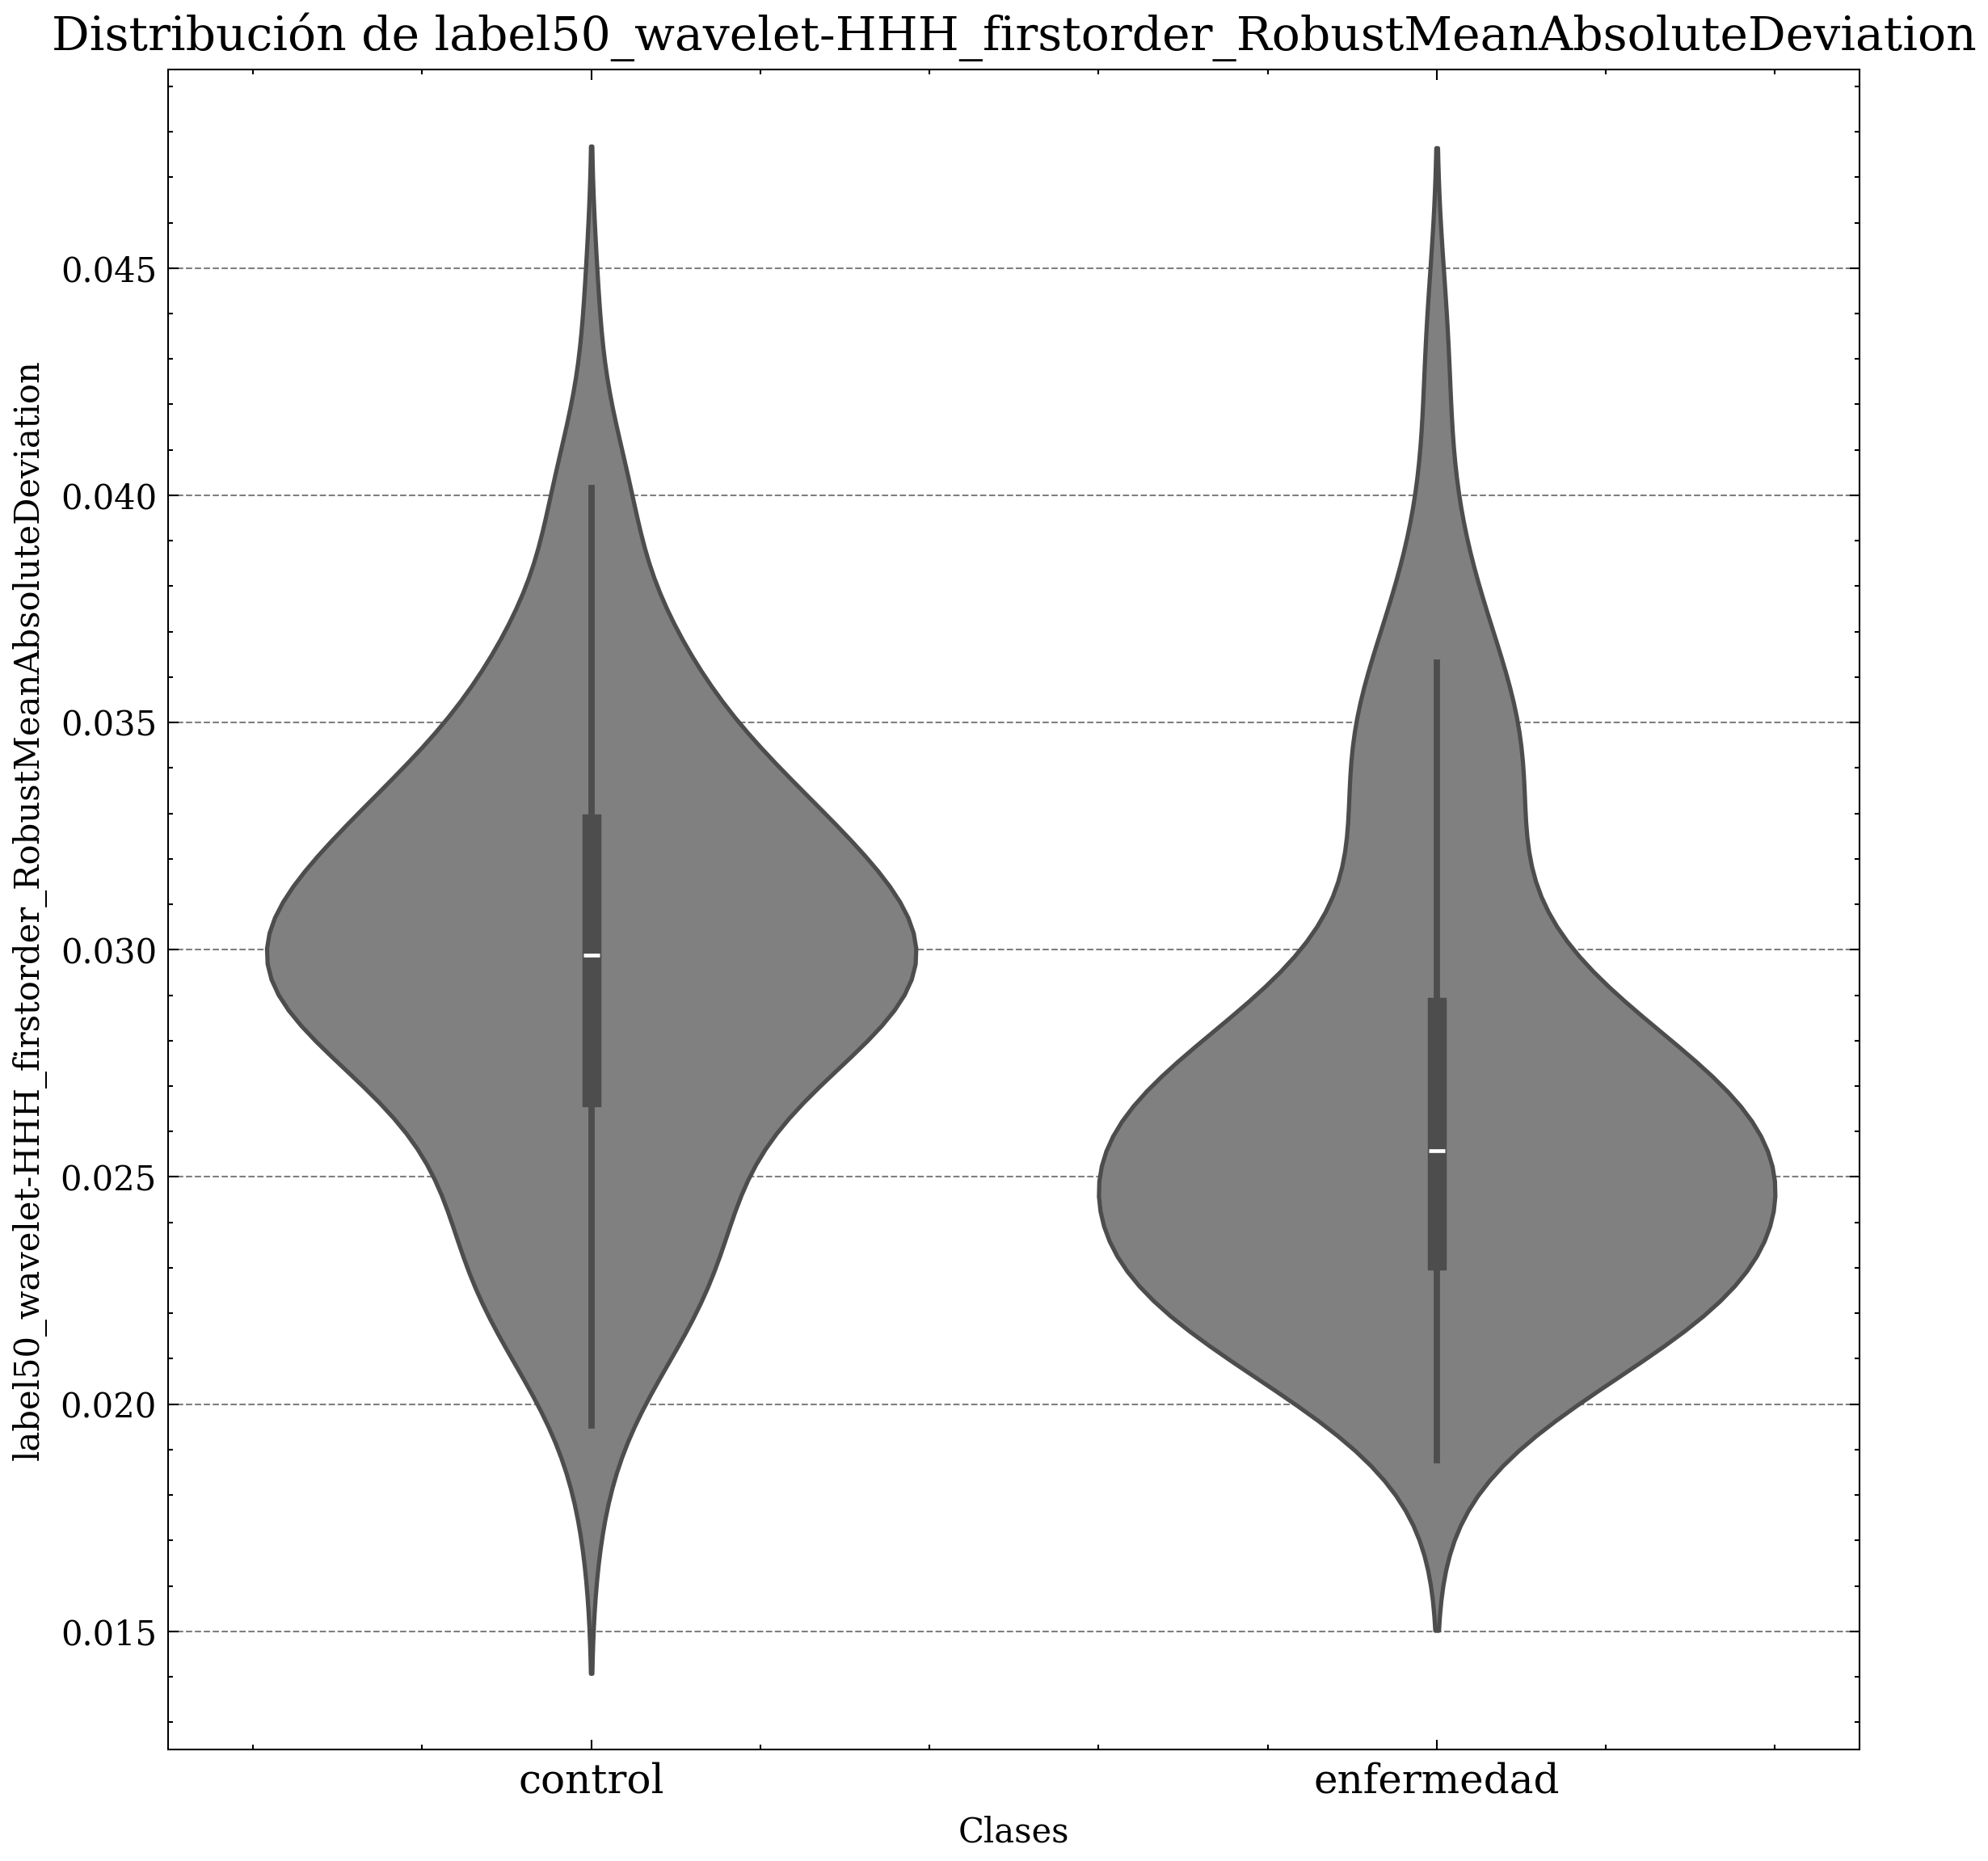 Distribución de label50_wavelet-HHH_firstorder_RobustMeanAbsoluteDeviation
label50_wavelet-HHH_firstorder_RobustMeanAbsoluteDeviation
0.045
0.040
0.035
0.030
0.025
0.020
0.015
control
enfermedad
Clases